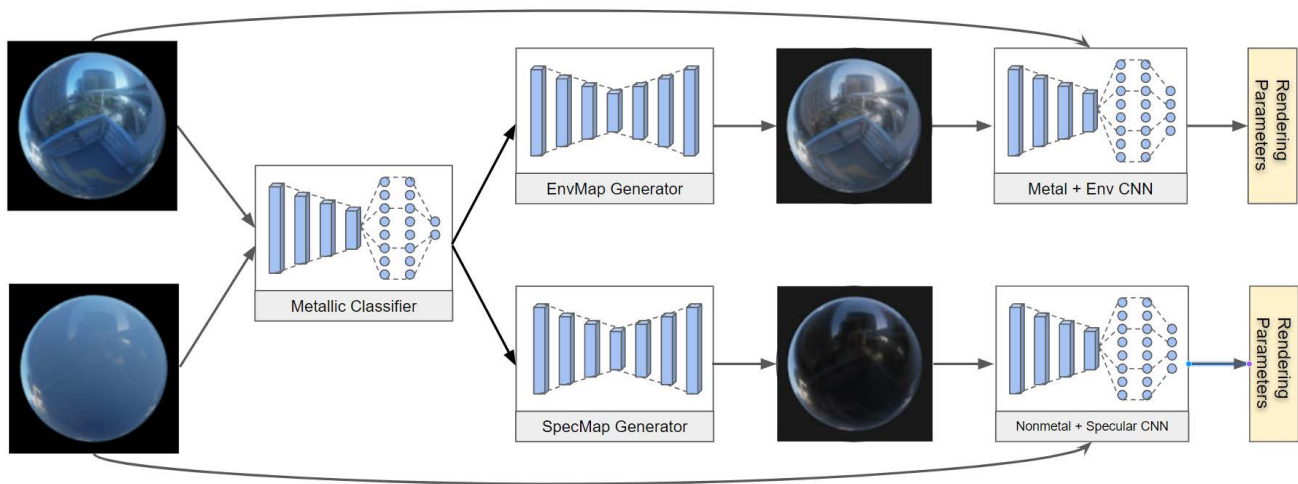 EnvMap Generator
Metal + Env CNN
Rendering
Parameters
Metallic Classifier
SpecMap Generator
Nonmetal + Specular CNN
Rendering
Parameters